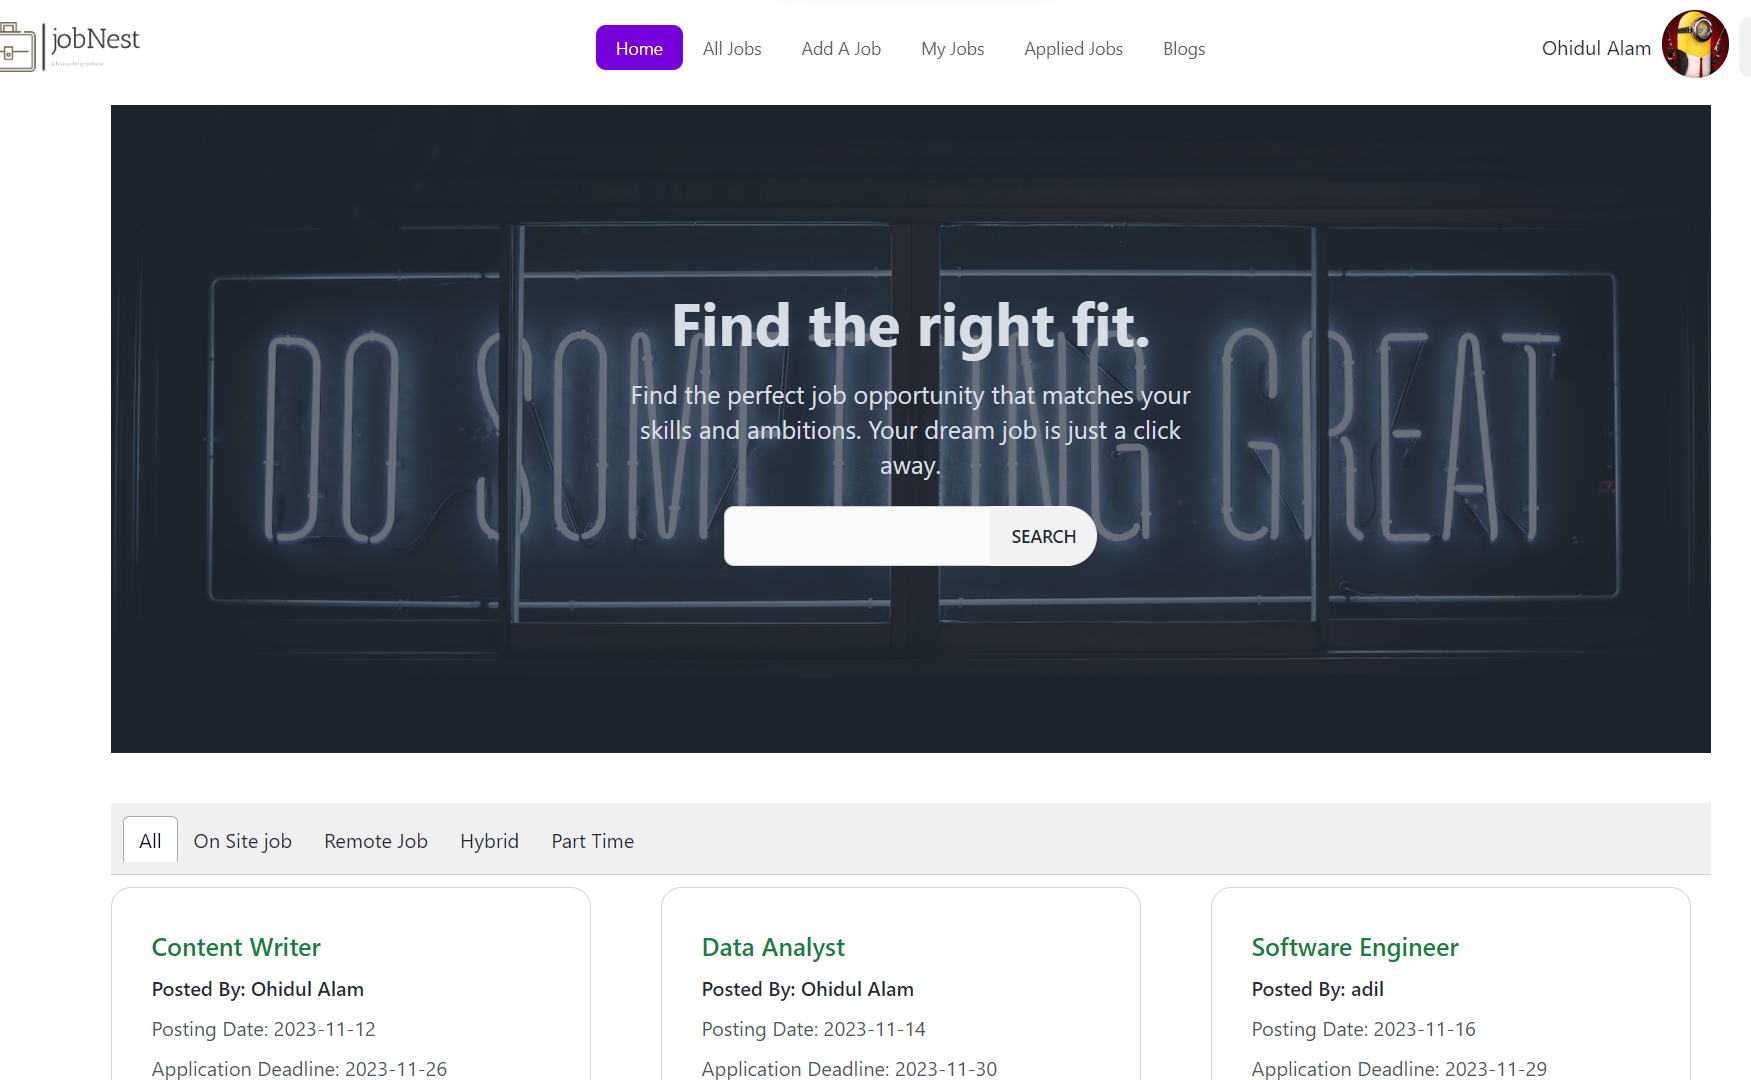 jobNest
Home
All Jobs
Add A Job
My Jobs
Applied Jobs
Blogs
Ohidul Alam
DO SOMETHING GREAT
Find the right fit.
Find the perfect job opportunity that matches your
skills and ambitions. Your dream job is just a click
away.
SEARCH
All
On Site job
Remote Job
Hybrid
Part Time
Content Writer
Posted By: Ohidul Alam
Posting Date: 2023-11-12
Application Deadline: 2023-11-26
Data Analyst
Posted By: Ohidul Alam
Posting Date: 2023-11-14
Application Deadline: 2023-11-30
Software Engineer
Posted By: adil
Posting Date: 2023-11-16
Application Deadline: 2023-11-29